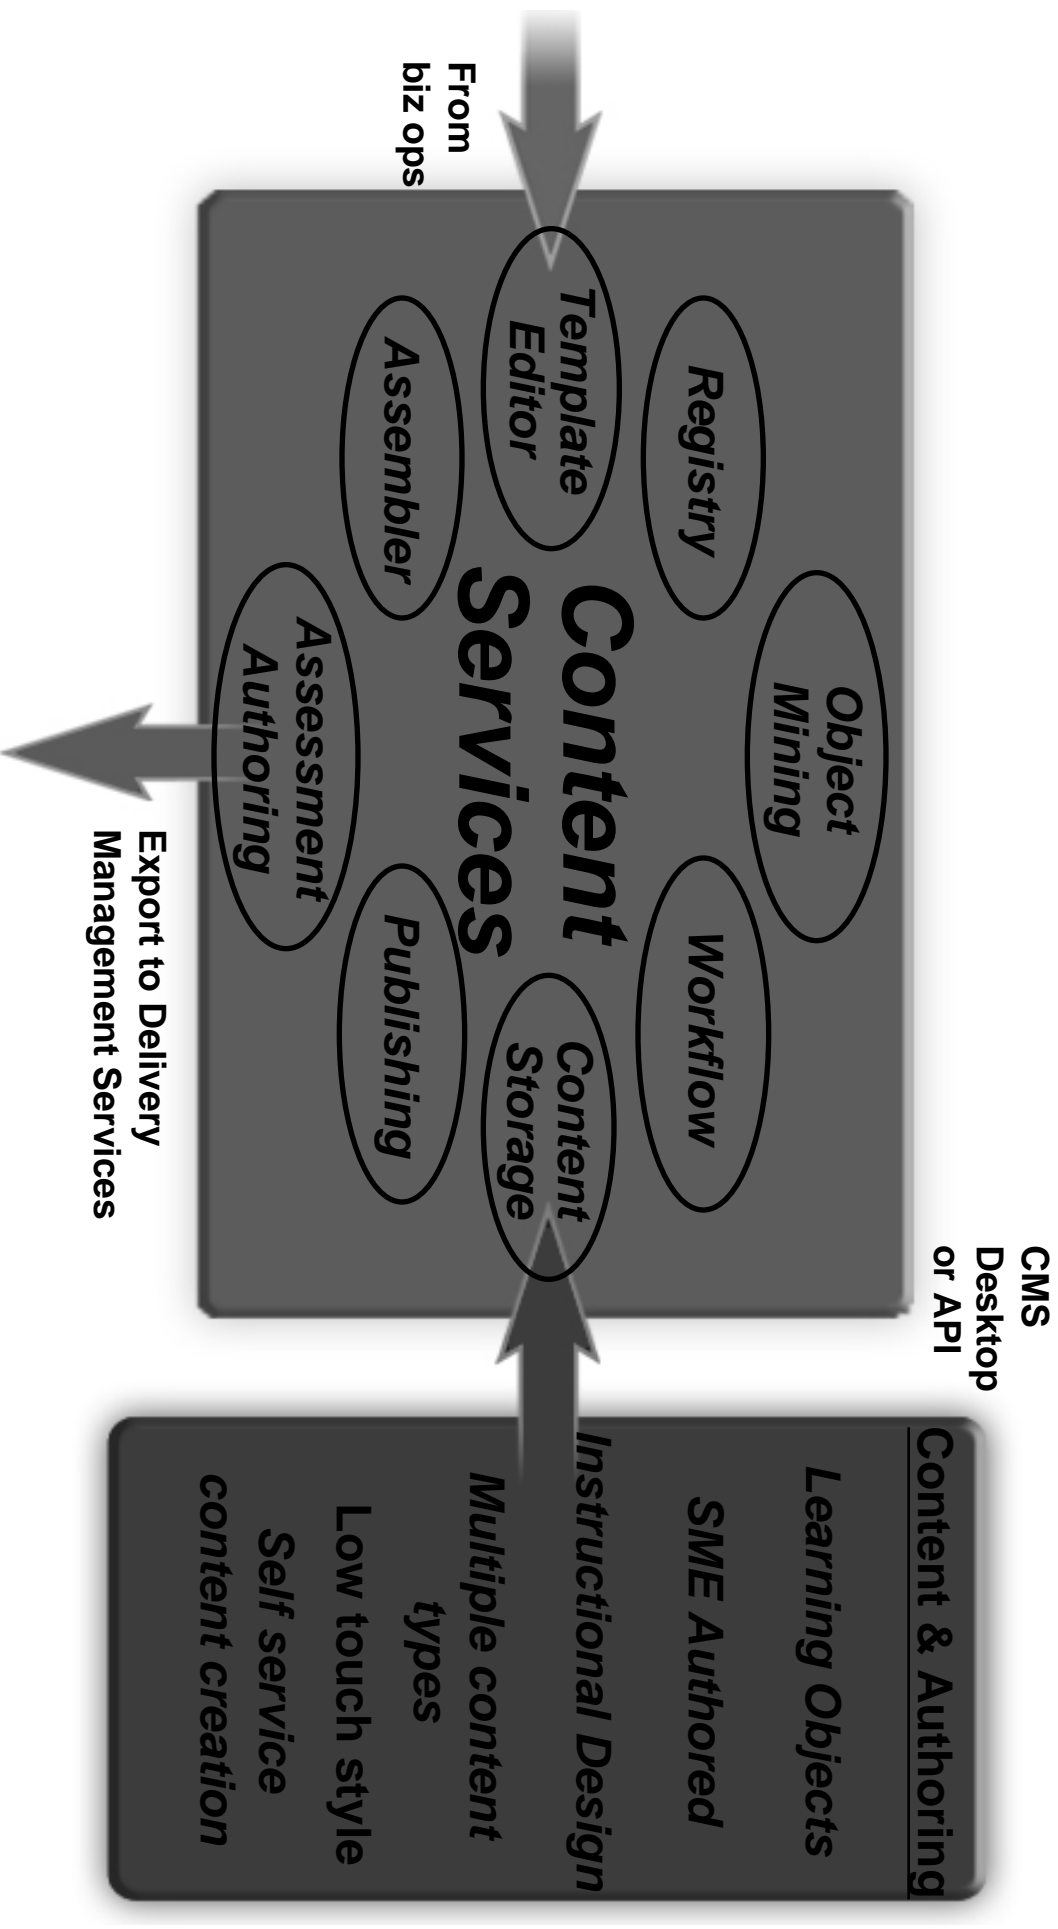 CMS
Desktop
or API
From
biz ops
Object
Mining
Registry
Workflow
Template
Editor
Content
Services
Content
Storage
Assembler
Publishing
Assessment
Authoring
Export to Delivery
Management Services
Content & Authoring
Learning Objects
SME Authored
Instructional Design
Multiple content
types
Low touch style
Self service
content creation